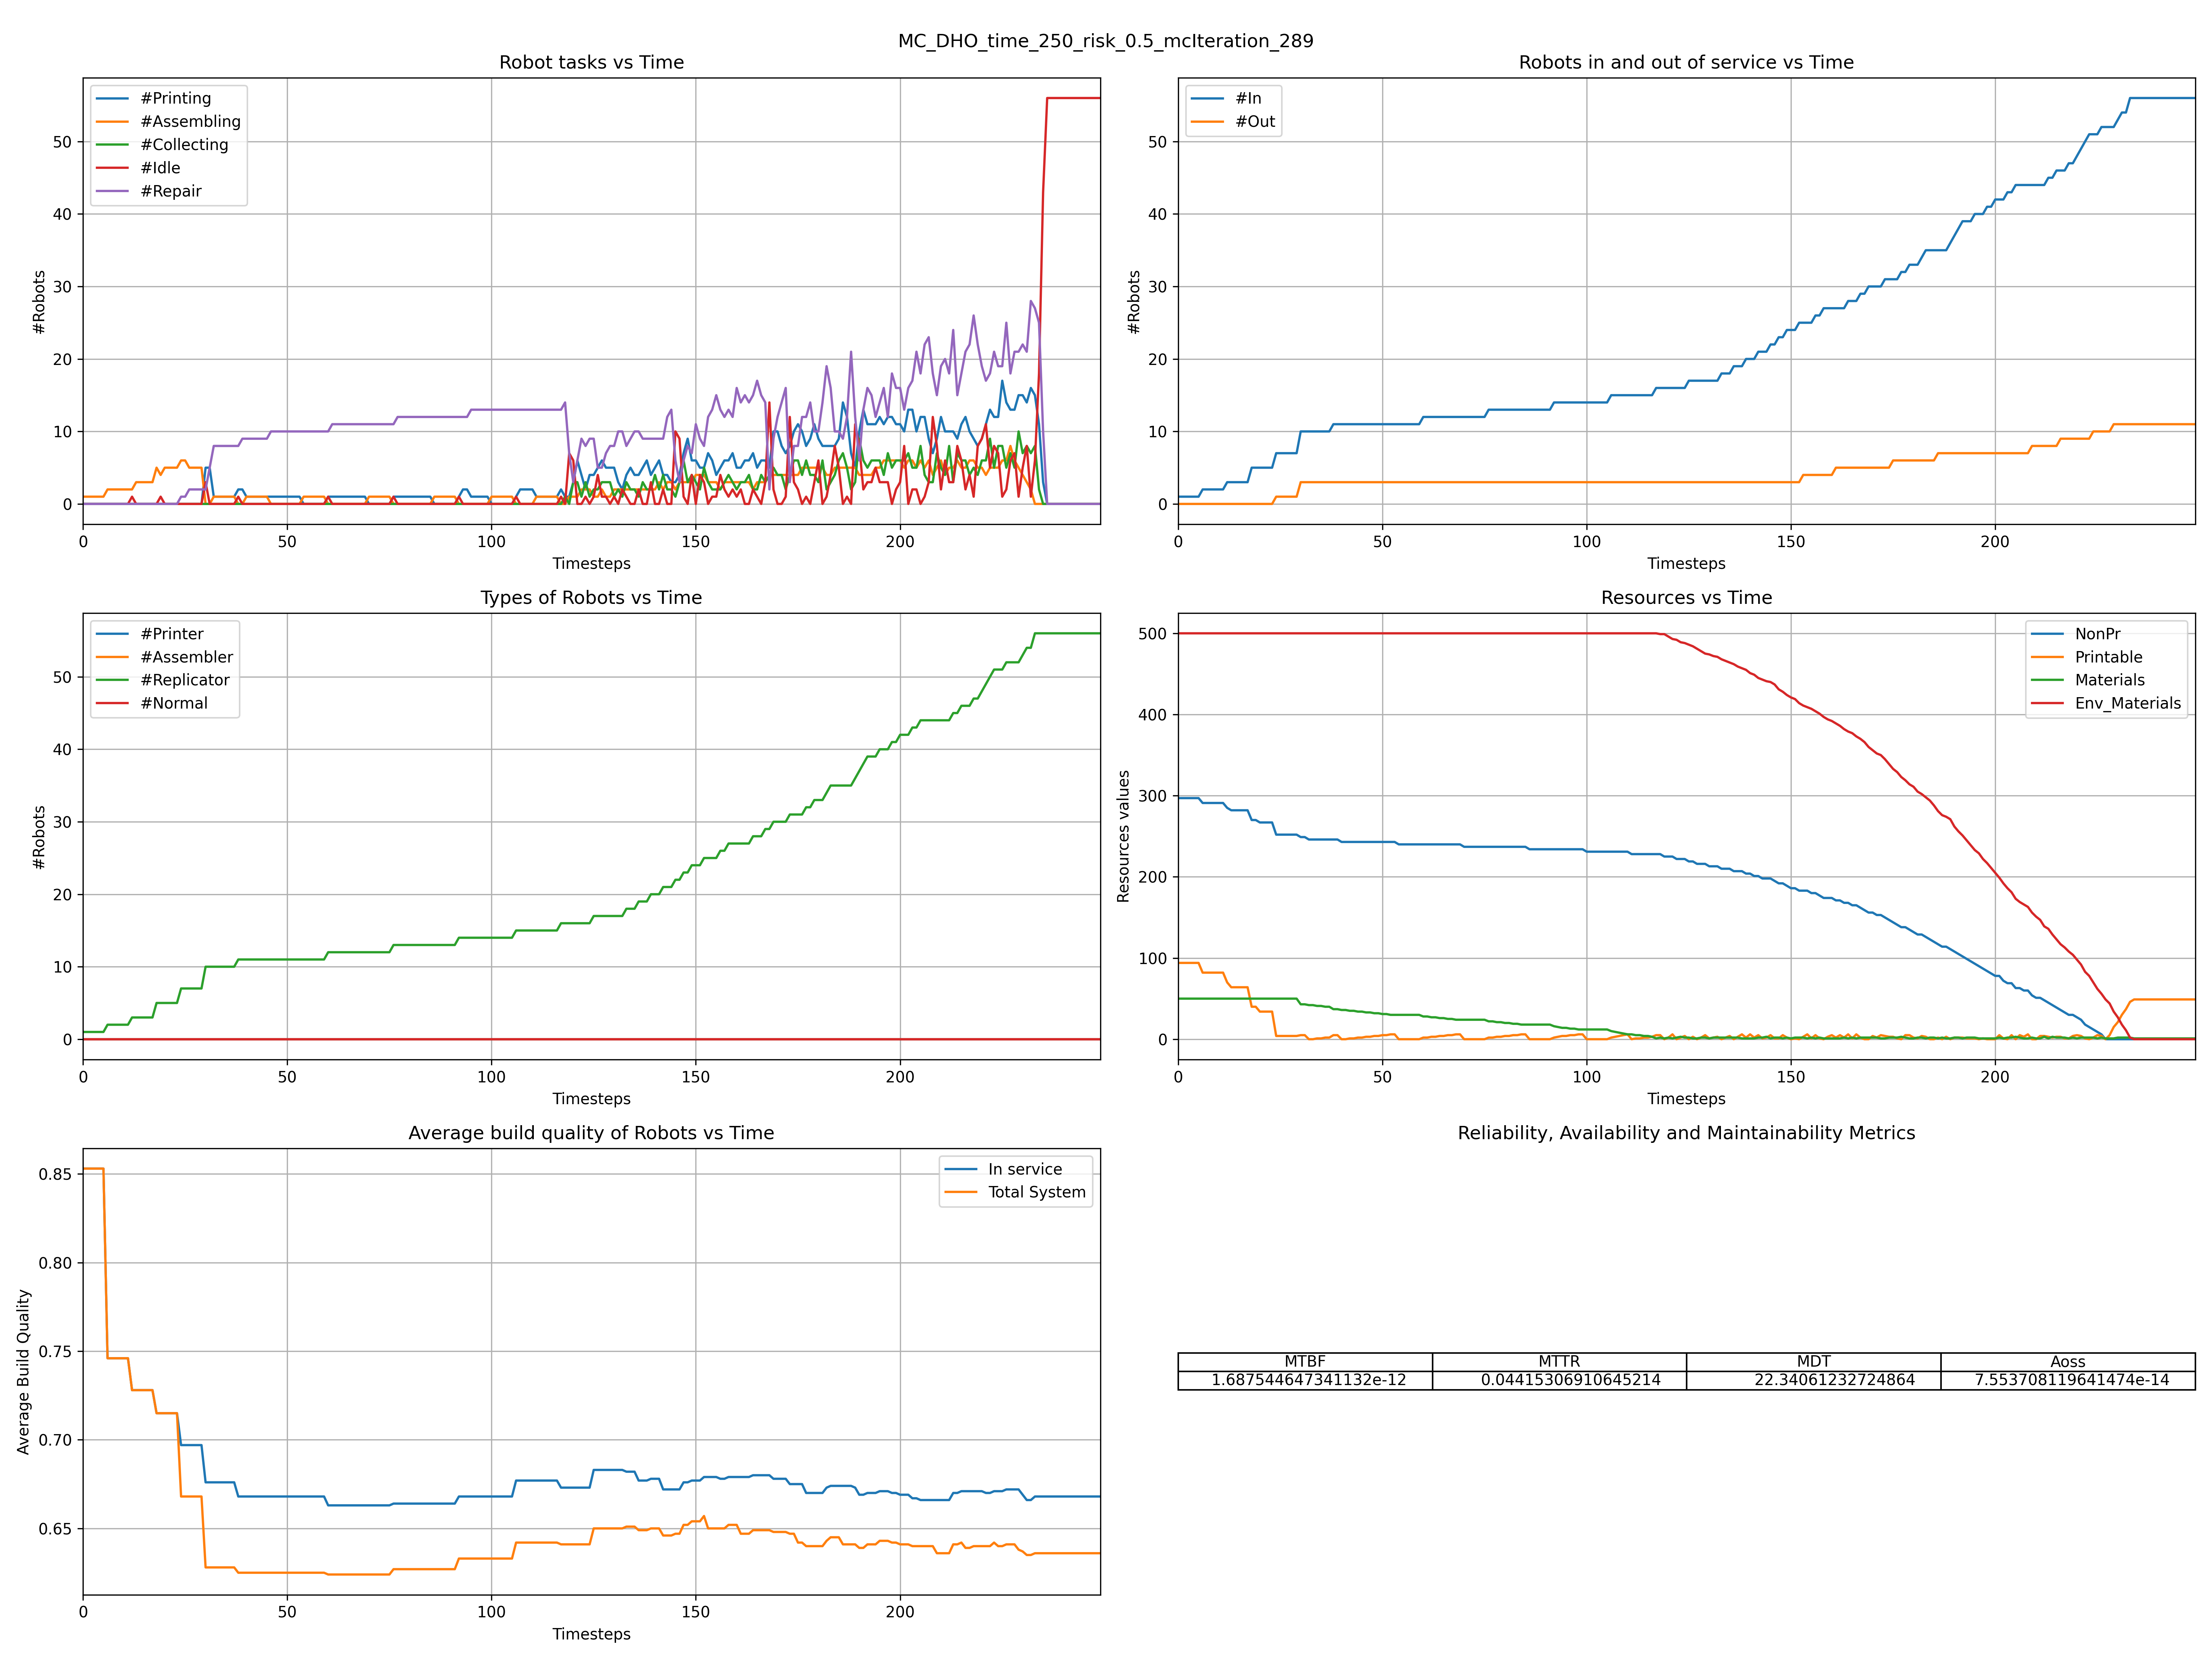 MC_DHO_time_250_risk_0.5_mcIteration_289
Robot tasks vs Time
#Printing
#Assembling
#Collecting
#Idle
#Repair
#Robots
50
40
30
20
10
0
0 50 100 150 200
Timesteps
Robots in and out of service vs Time
#In
#Out
#Robots
50
40
30
20
10
0
0 50 100 150 200
Timesteps
Types of Robots vs Time
#Printer
#Assembler
#Replicator
#Normal
#Robots
50
40
30
20
10
0
0 50 100 150 200
Timesteps
Resources vs Time
NonPr
Printable
Materials
Env_Materials
Resources values
500
400
300
200
100
0
0 50 100 150 200
Timesteps
Average build quality of Robots vs Time
In service
Total System
Average Build Quality
0.85
0.80
0.75
0.70
0.65
0 50 100 150 200
Timesteps
Reliability, Availability and Maintainability Metrics
MTBF MTTR MDT Aoss
1.687544647341132e-12 0.04415306910645214 22.34061232724864 7.553708119641474e-14